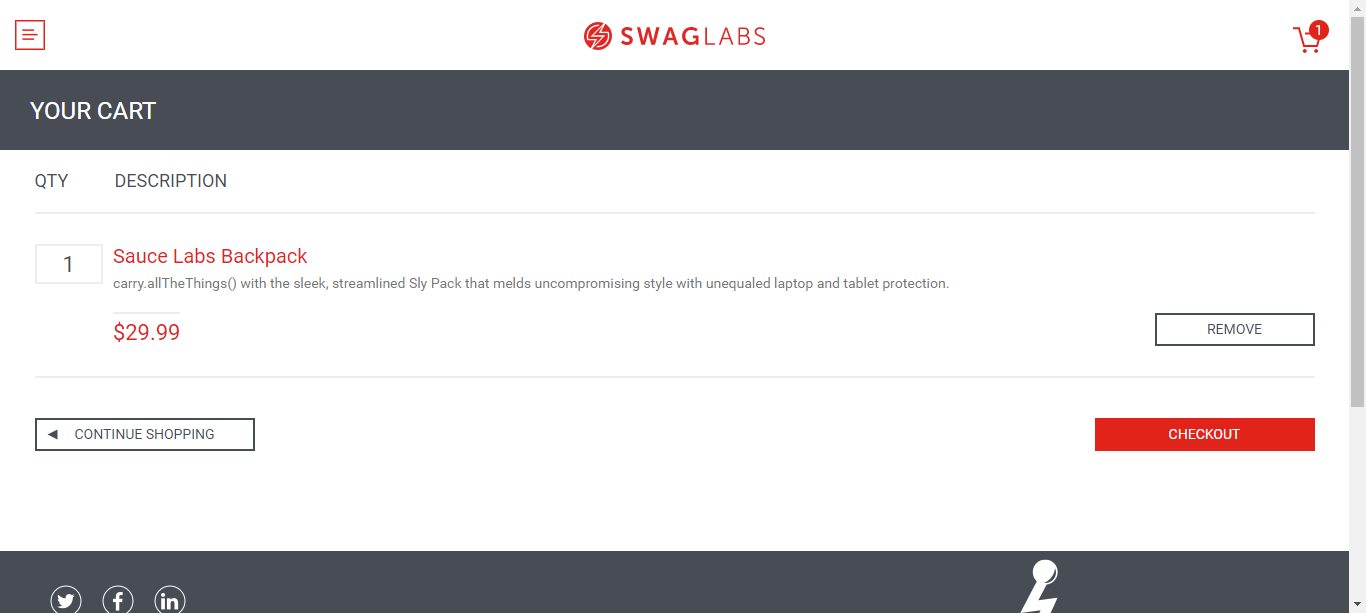 SWAGLABS
1
YOUR CART
QTY DESCRIPTION
1 Sauce Labs Backpack
carry.allTheThings() with the sleek, streamlined Sly Pack that melds uncompromising style with unequaled laptop and tablet protection.
$29.99
REMOVE
CONTINUE SHOPPING
CHECKOUT